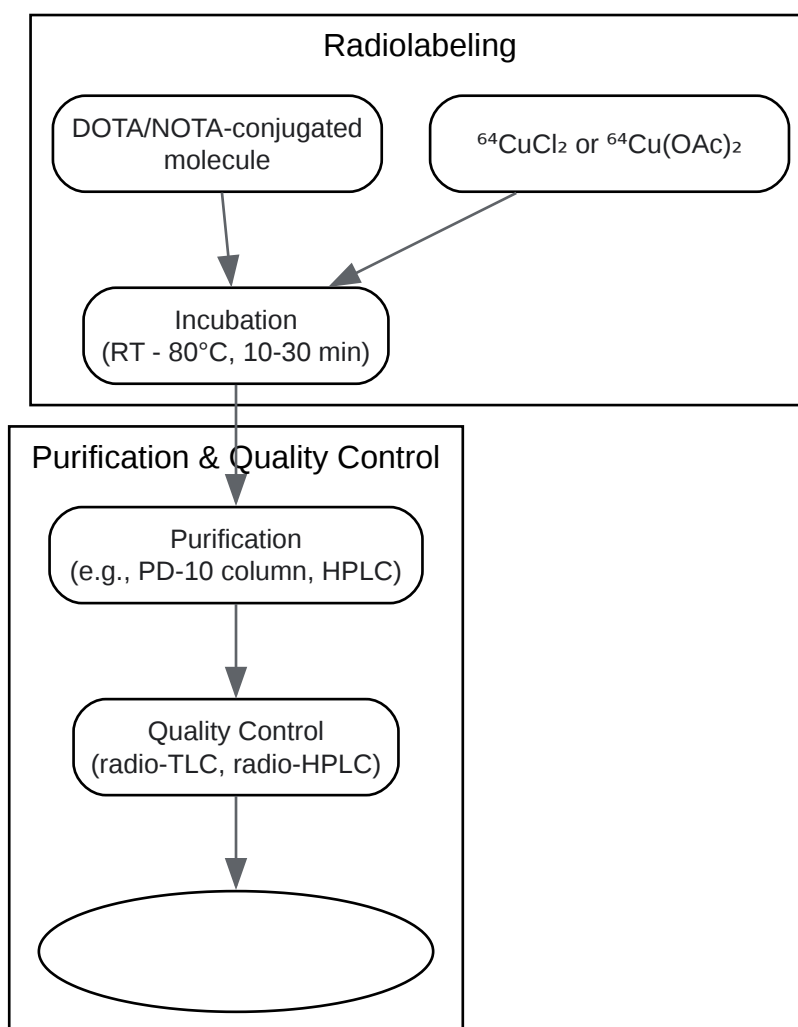 Radiolabeling
DOTA/NOTA-conjugated
molecule
⁶⁴CuCl₂ or ⁶⁴Cu(OAc)₂
Incubation
(RT - 80°C, 10-30 min)
Purification & Quality Control
Purification
(e.g., PD-10 column, HPLC)
Quality Control
(radio-TLC, radio-HPLC)